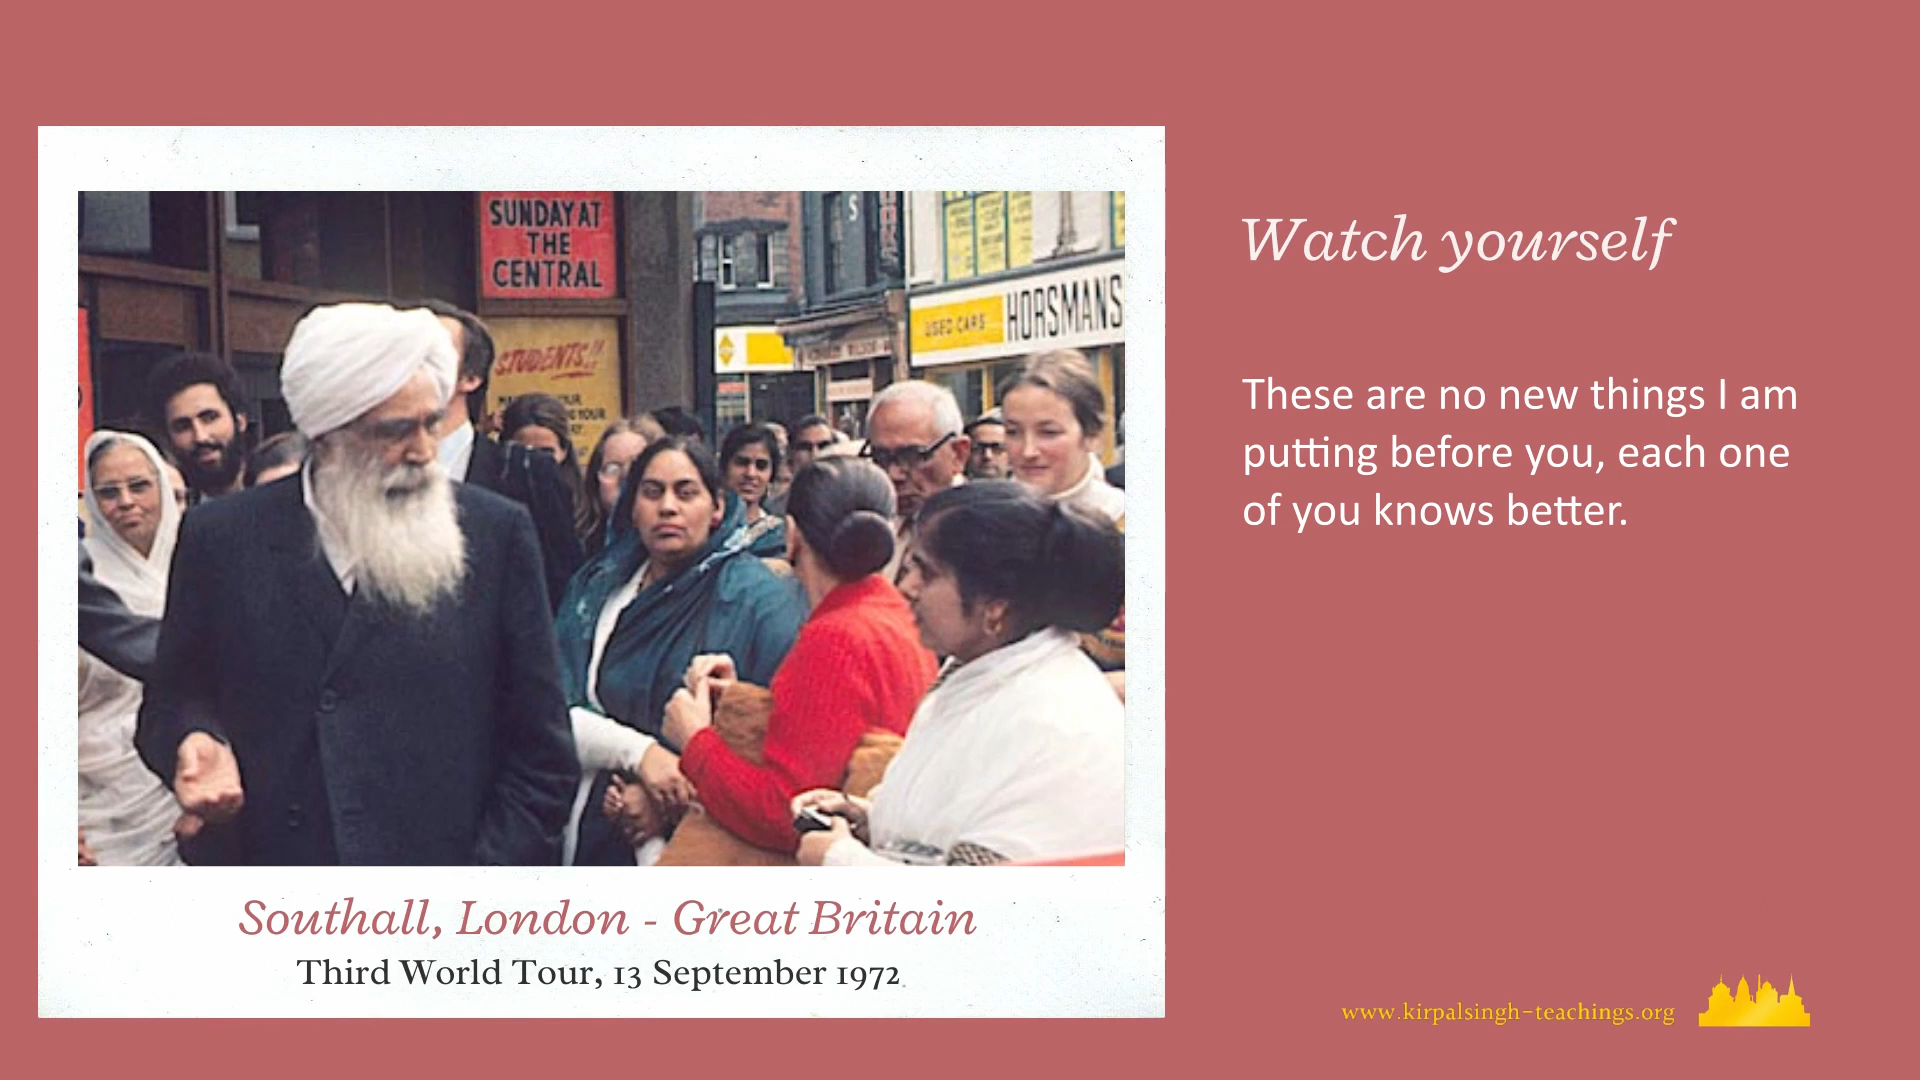 SUNDAY AT
THE
CENTRAL
STUDENTS!!
S
USED CARS
HORSMANS
Southall, London - Great Britain
Third World Tour, 13 September 1972
Watch yourself
These are no new things I am
putting before you, each one
of you knows better.
www.kirpalsingh-teachings.org